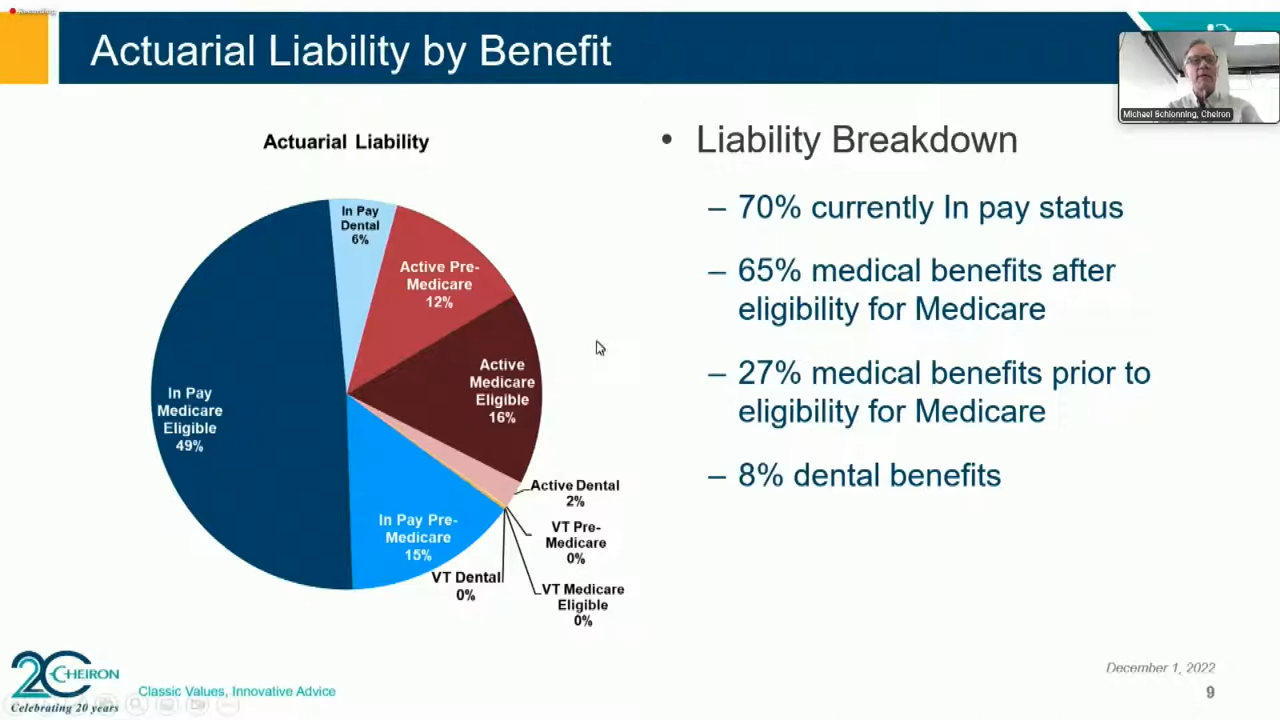 Recording
Actuarial Liability by Benefit
Michael Schionning, Cheiron
Actuarial Liability
In Pay
Dental
6%
Active Pre-
Medicare
12%
Active
Medicare
Eligible
16%
In Pay
Medicare
Eligible
49%
Active Dental
2%
In Pay Pre-
Medicare
15%
VT Pre-
Medicare
0%
VT Dental
0%
VT Medicare
Eligible
0%
• Liability Breakdown
– 70% currently In pay status
– 65% medical benefits after
eligibility for Medicare
– 27% medical benefits prior to
eligibility for Medicare
– 8% dental benefits
20 CHEIRON
Celebrating 20 years
Classic Values, Innovative Advice
December 1, 2022
9